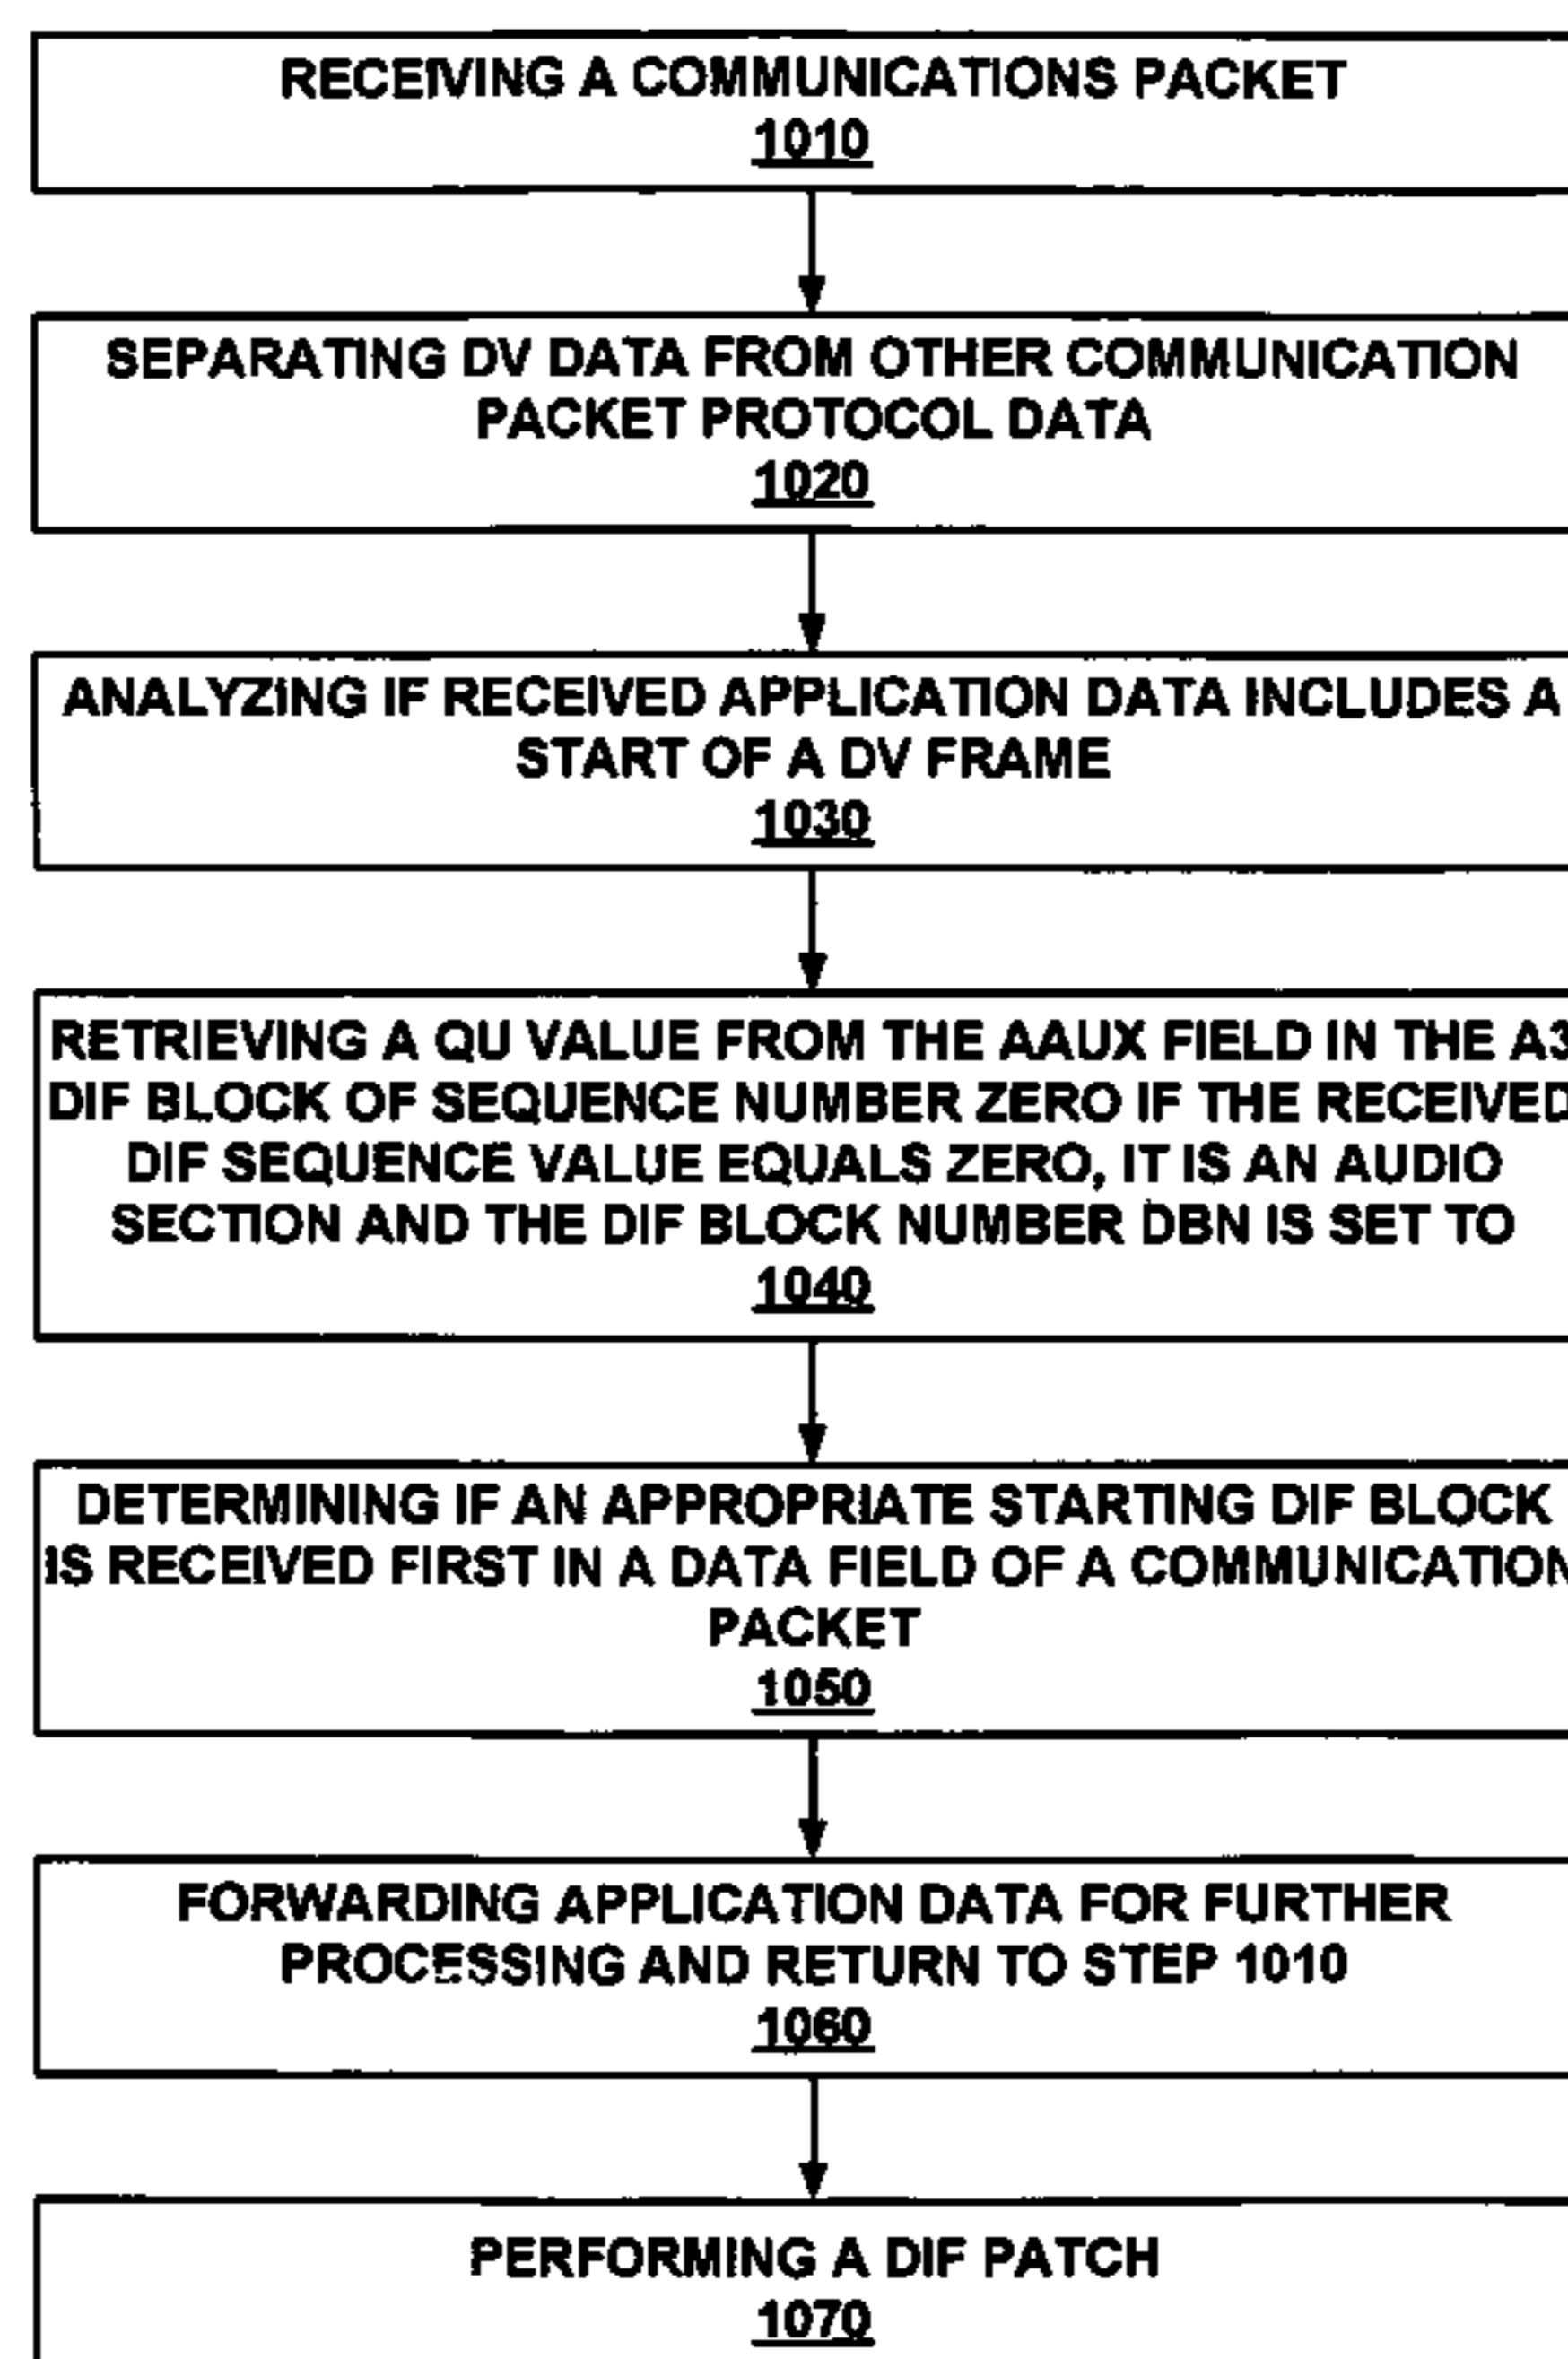 RECEIVING A COMMUNICATIONS PACKET
1010
SEPARATING DV DATA FROM OTHER COMMUNICATION
PACKET PROTOCOL DATA
1020
ANALYZING IF RECEIVED APPLICATION DATA INCLUDES A
START OF A DV FRAME
1030
RETRIEVING A QU VALUE FROM THE AAUX FIELD IN THE A3
DIF BLOCK OF SEQUENCE NUMBER ZERO IF THE RECEIVED
DIF SEQUENCE VALUE EQUALS ZERO, IT IS AN AUDIO
SECTION AND THE DIF BLOCK NUMBER DBN IS SET TO
1040
DETERMINING IF AN APPROPRIATE STARTING DIF BLOCK
IS RECEIVED FIRST IN A DATA FIELD OF A COMMUNICATION
PACKET
1050
FORWARDING APPLICATION DATA FOR FURTHER
PROCESSING AND RETURN TO STEP 1010
1060
PERFORMING A DIF PATCH
1070